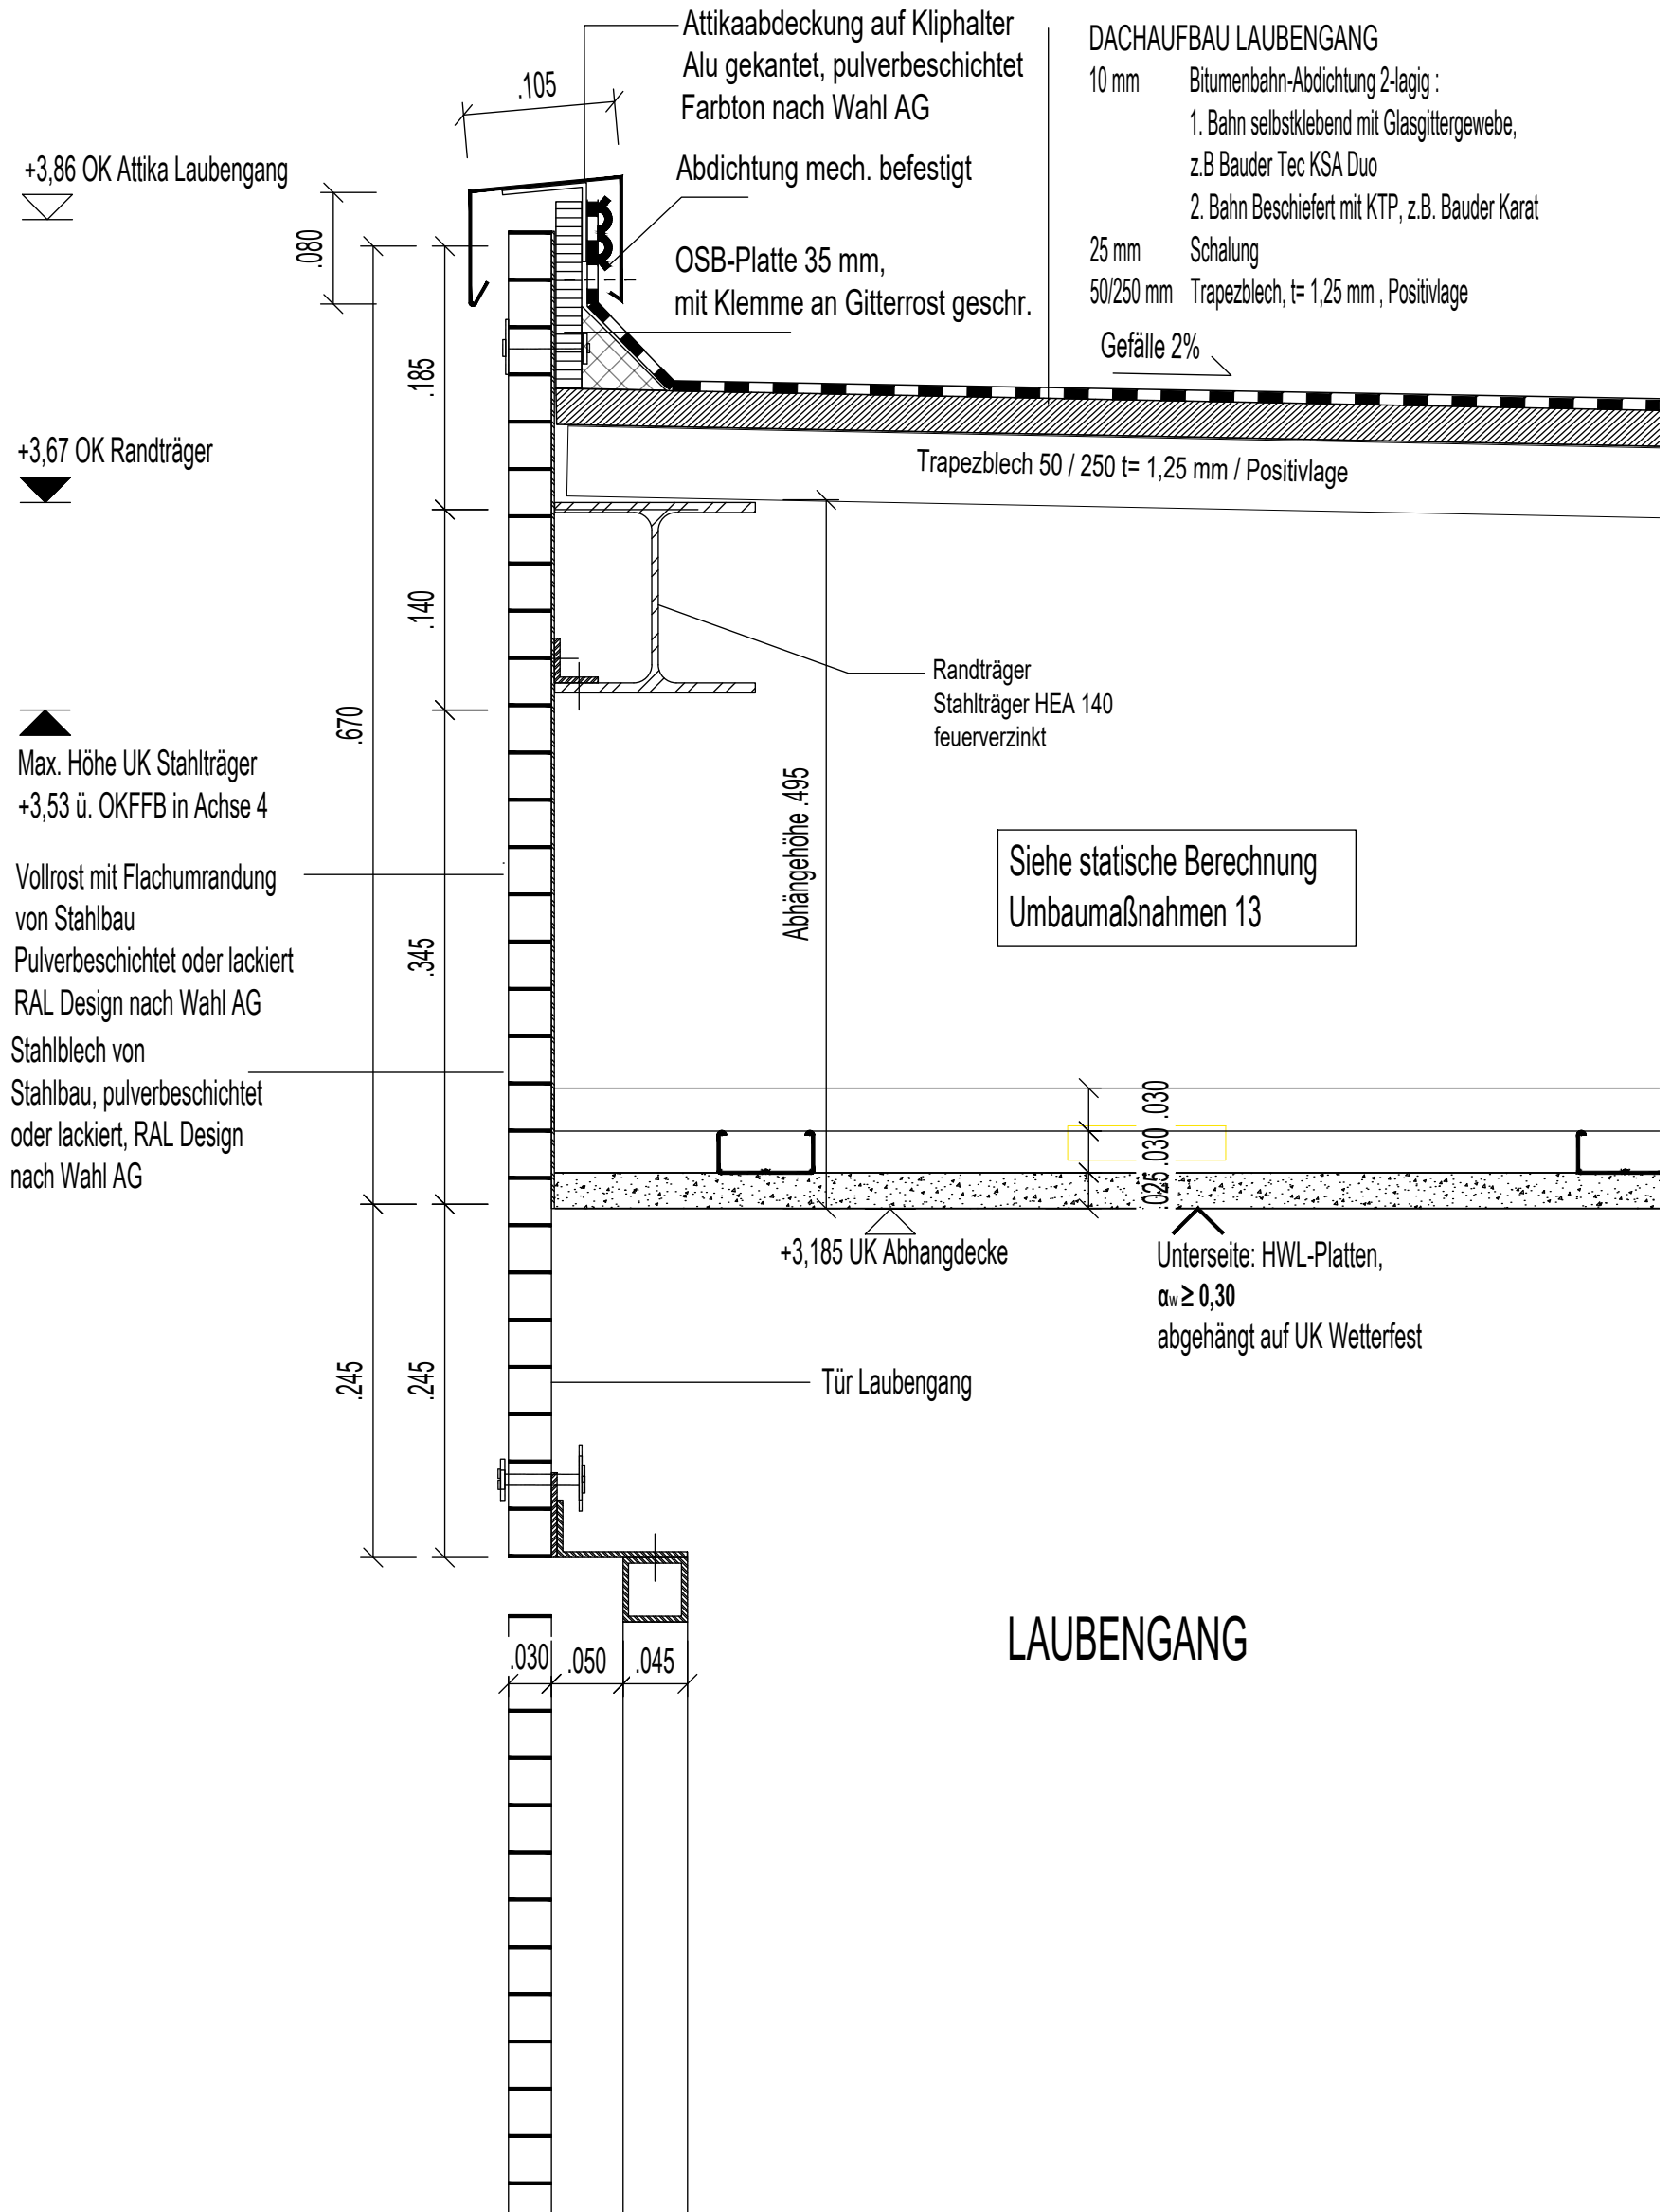 Attikaabdeckung auf Kliphalter
Alu gekantet, pulverbeschichtet
Farbton nach Wahl AG
Abdichtung mech. befestigt
OSB-Platte 35 mm,
mit Klemme an Gitterrost geschr.
DACHAUFBAU LAUBENGANG
10 mm Bitumenbahn-Abdichtung 2-lagig :
1. Bahn selbstklebend mit Glasgittergewebe,
z.B Bauder Tec KSA Duo
2. Bahn Beschiefert mit KTP, z.B. Bauder Karat
25 mm Schalung
50/250 mm Trapezblech, t= 1,25 mm , Positivlage
Gefälle 2%
.105
+3,86 OK Attika Laubengang
.080
.185
+3,67 OK Randträger
Trapezblech 50 / 250 t= 1,25 mm / Positivlage
.140
.670
Randträger
Stahlträger HEA 140
feuerverzinkt
Max. Höhe UK Stahlträger
+3,53 ü. OKFFB in Achse 4
Abhängehöhe .495
Siehe statische Berechnung
Umbaumaßnahmen 13
Vollrost mit Flachumrandung
von Stahlbau
Pulverbeschichtet oder lackiert
RAL Design nach Wahl AG
.345
Stahlblech von
Stahlbau, pulverbeschichtet
oder lackiert, RAL Design
nach Wahl AG
.030
.030
.025
+3,185 UK Abhangdecke
Unterseite: HWL-Platten,
αw ≥ 0,30
abgehängt auf UK Wetterfest
.245
.245
Tür Laubengang
LAUBENGANG
.030
.050
.045